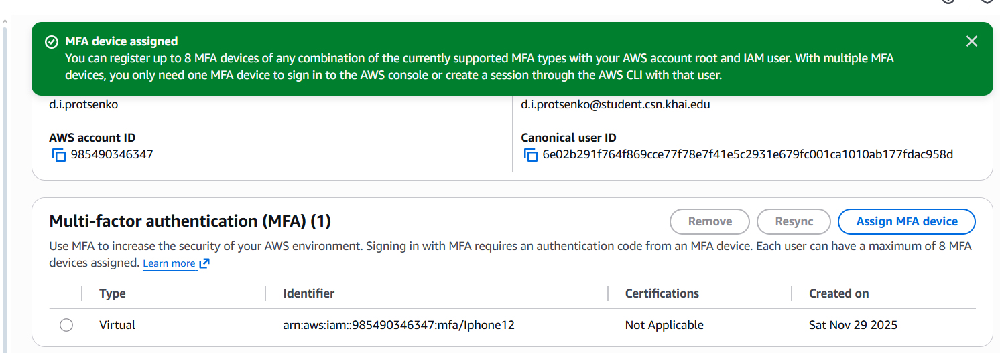 MFA device assigned
You can register up to 8 MFA devices of any combination of the currently supported MFA types with your AWS account root and IAM user. With multiple MFA
devices, you only need one MFA device to sign in to the AWS console or create a session through the AWS CLI with that user.
d.i.protsenko
d.i.protsenko@student.csn.khai.edu
AWS account ID
985490346347
Canonical user ID
6e02b291f764f869cce77f78e7f41e5c2931e679fc001ca1010ab177fdac958d
Multi-factor authentication (MFA) (1)
Remove
Resync
Assign MFA device
Use MFA to increase the security of your AWS environment. Signing in with MFA requires an authentication code from an MFA device. Each user can have a maximum of 8 MFA
devices assigned. Learn more
Type Identifier Certifications Created on
Virtual arn:aws:iam::985490346347:mfa/Iphone12 Not Applicable Sat Nov 29 2025